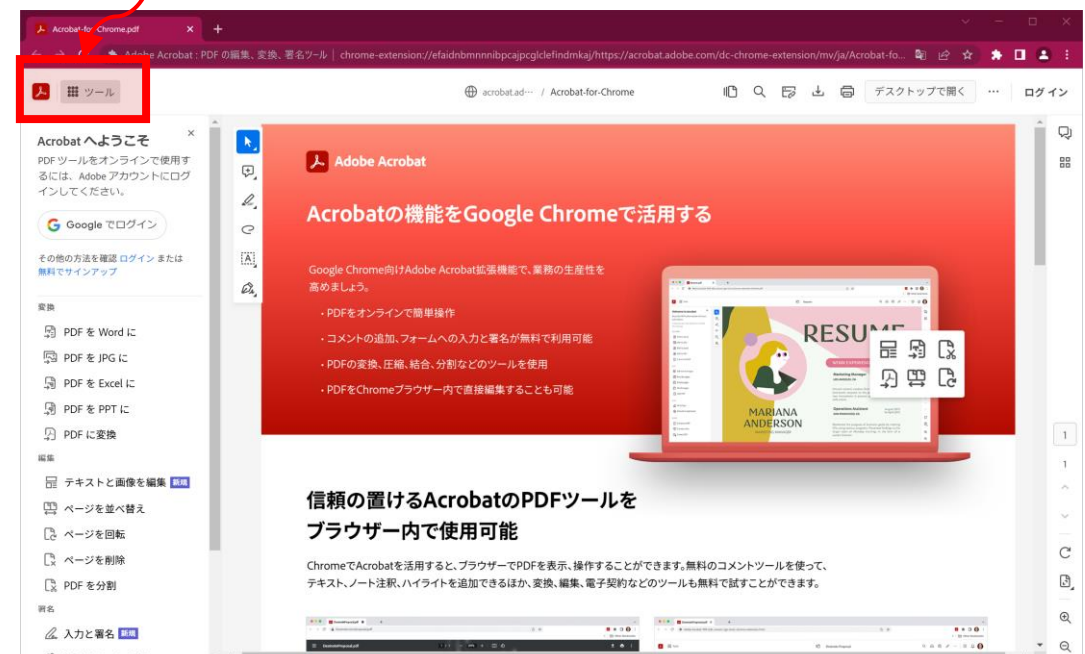 Acrobat-for-Chrome.pdf
Adobe Acrobat : PDF の編集、変換、署名ツール | chrome-extension://efaidnbmnnnibpcajpcglclefindmkaj/https://acrobat.adobe.com/dc-chrome-extension/mv/ja/Acrobat-fo...
ツール
acrobat.ad… / Acrobat-for-Chrome
デスクトップで開く
ログイン
Acrobat へようこそ
PDF ツールをオンラインで使用す
るには、Adobe アカウントにログ
インしてください。
Google でログイン
その他の方法を確認 ログイン または
無料でサインアップ
変換
PDF を Word に
PDF を JPG に
PDF を Excel に
PDF を PPT に
PDF に変換
編集
テキストと画像を編集 新規
ページを並べ替え
ページを回転
ページを削除
PDF を分割
署名
入力と署名 新規
Adobe Acrobat
Acrobatの機能をGoogle Chromeで活用する
Google Chrome向けAdobe Acrobat拡張機能で、業務の生産性を
高めましょう。
・PDFをオンラインで簡単操作
・コメントの追加、フォームへの入力と署名が無料で利用可能
・PDFの変換、圧縮、結合、分割などのツールを使用
・PDFをChromeブラウザー内で直接編集することも可能
RESUME
MARIANA
ANDERSON
信頼の置けるAcrobatのPDFツールを
ブラウザー内で使用可能
ChromeでAcrobatを活用すると、ブラウザーでPDFを表示、操作することができます。無料のコメントツールを使って、
テキスト、ノート注釈、ハイライトを追加できるほか、変換、編集、電子契約などのツールも無料で試すことができます。
1
1